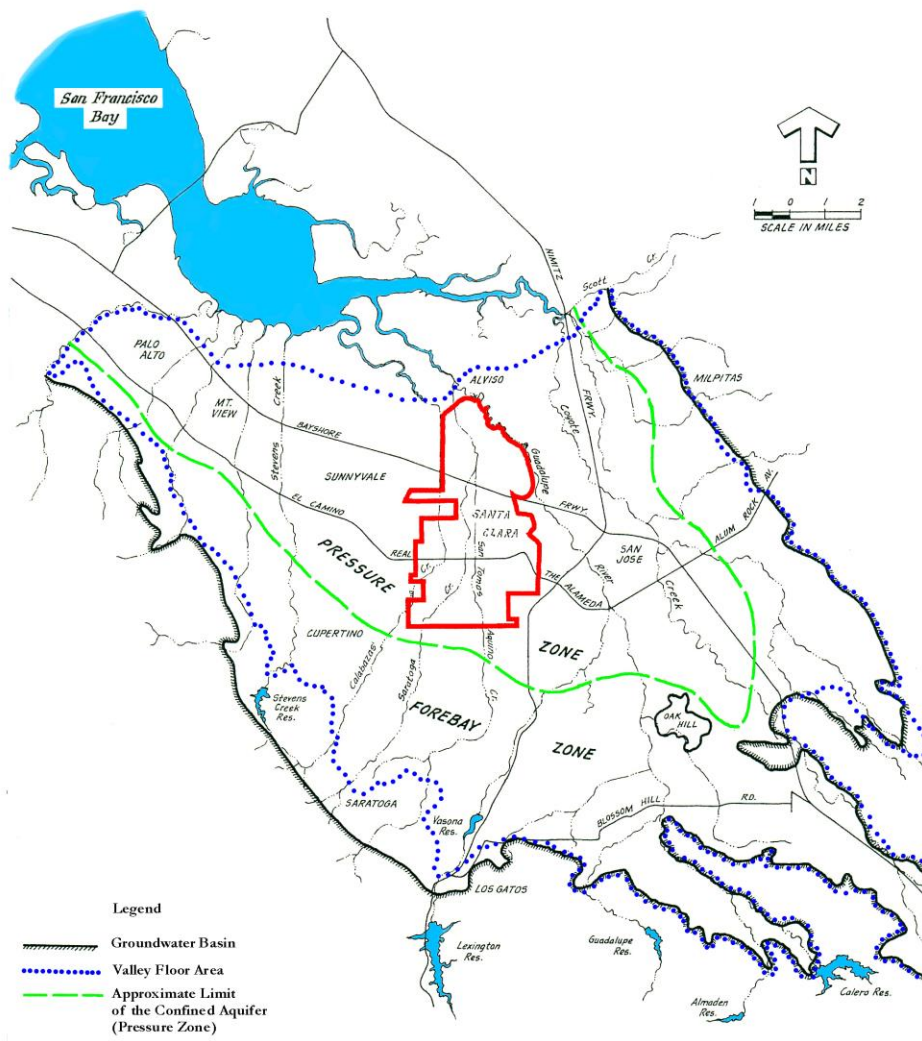 San Francisco
Bay
N
1 0 1 2
SCALE IN MILES
NIMITZ
Scott
Cr.
PALO
ALTO
MT.
VIEW
Stevens
Creek
ALVISO
MILPITAS
Coyote
FRWY.
BAYSHORE
Guadalupe
SUNNYVALE
SANTA
CLARA
FRWY.
ALUM ROCK AV.
EL CAMINO
REAL
SAN
JOSE
PRESSURE
Cr.
Cr.
San Tomas
THE ALAMEDA
River
Creek
CUPERTINO
Calabazas
Saratoga
Aquino
Cr.
ZONE
Stevens
Creek
Res.
FOREBAY
OAK
HILL
ZONE
SARATOGA
Vasona
Res.
BLOSSOM HILL
RD.
LOS GATOS
Legend
Groundwater Basin
Valley Floor Area
Approximate Limit
of the Confined Aquifer
(Pressure Zone)
Lexington
Res.
Guadalupe
Res.
Almaden
Res.
Calero Res.